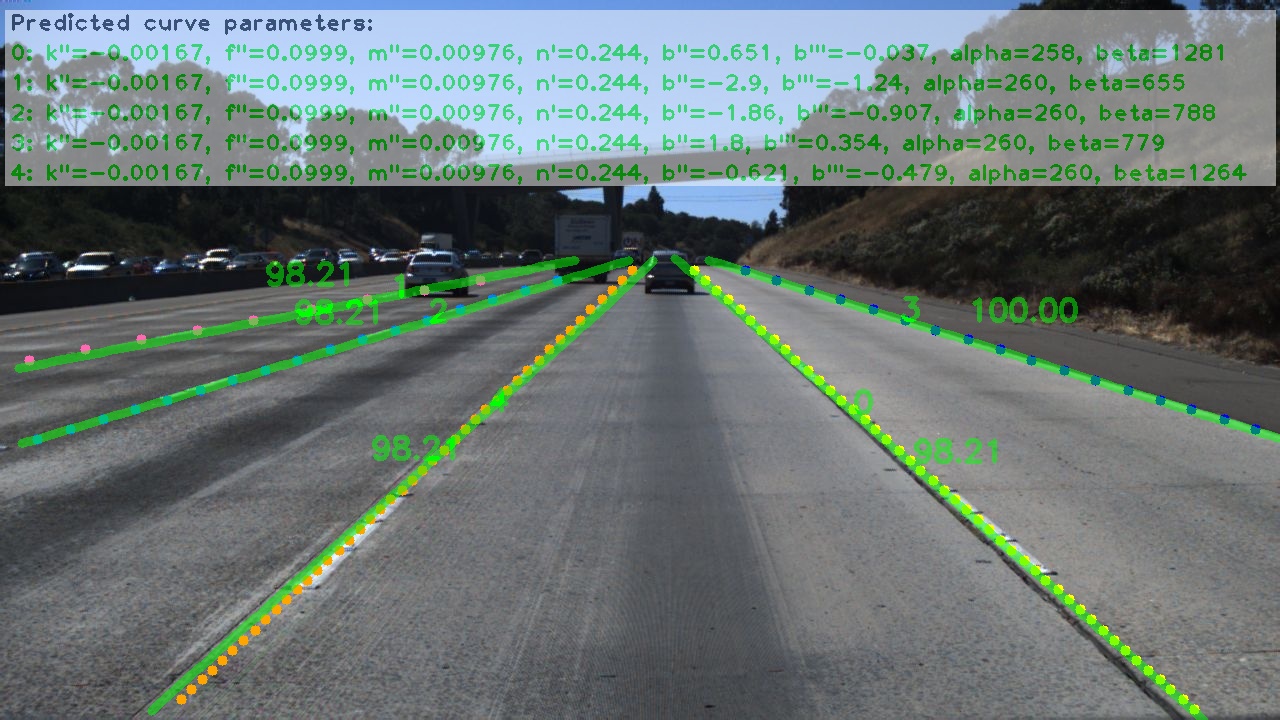 Predicted curve parameters:
0: k''=-0.00167, f''=0.0999, m''=0.00976, n'=0.244, b''=0.651, b'''=-0.037, alpha=258, beta=1281
1: k''=-0.00167, f''=0.0999, m''=0.00976, n'=0.244, b''=-2.9, b'''=-1.24, alpha=260, beta=655
2: k''=-0.00167, f''=0.0999, m''=0.00976, n'=0.244, b''=-1.86, b'''=-0.907, alpha=260, beta=788
3: k''=-0.00167, f''=0.0999, m''=0.00976, n'=0.244, b''=1.8, b'''=0.354, alpha=260, beta=779
4: k''=-0.00167, f''=0.0999, m''=0.00976, n'=0.244, b''=-0.621, b'''=-0.479, alpha=260, beta=1264
98.21 1
98.21 2 3 100.00
4 0
98.21 98.21